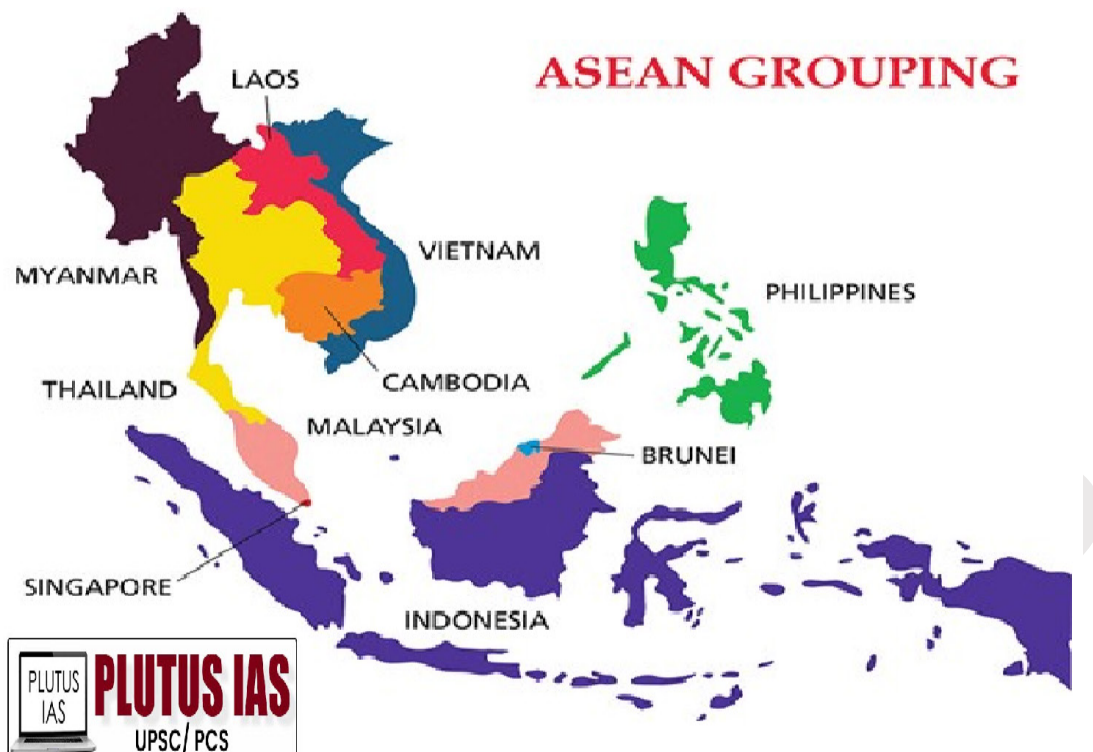 ASEAN GROUPING
LAOS
VIETNAM
MYANMAR
PHILIPPINES
THAILAND
CAMBODIA
MALAYSIA
BRUNEI
SINGAPORE
INDONESIA
PLUTUS
IAS
PLUTUS IAS
UPSC/ PCS